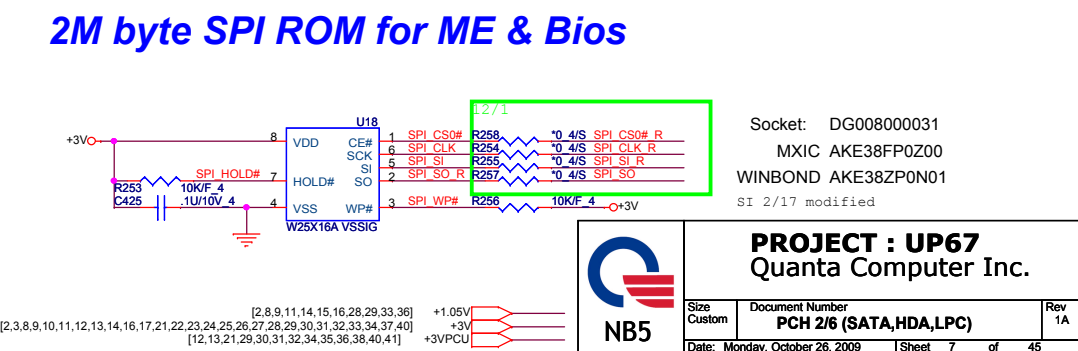 2M byte SPI ROM for ME & Bios
12/1
Socket: DG008000031
MXIC AKE38FP0Z00
WINBOND AKE38ZP0N01
SI 2/17 modified
U18
+3V 8 VDD CE# 1 SPI_CS0# R258 *0_4/S SPI_CS0#_R
SCK 6 SPI_CLK R254 *0_4/S SPI_CLK_R
SI 5 SPI_SI R255 *0_4/S SPI_SI_R
SPI_HOLD# 7 HOLD# SO 2 SPI_SO_R R257 *0_4/S SPI_SO
R253 10K/F_4
C425 .1U/10V_4 4 VSS WP# 3 SPI_WP# R256 10K/F_4 +3V
W25X16A VSSIG
[2,8,9,11,14,15,16,28,29,33,36] +1.05V
[2,3,8,9,10,11,12,13,14,16,17,21,22,23,24,25,26,27,28,29,30,31,32,33,34,37,40] +3V
[12,13,21,29,30,31,32,34,35,36,38,40,41] +3VPCU
NB5
PROJECT : UP67
Quanta Computer Inc.
Size Document Number Rev
Custom PCH 2/6 (SATA,HDA,LPC) 1A
Date: Monday, October 26, 2009 Sheet 7 of 45